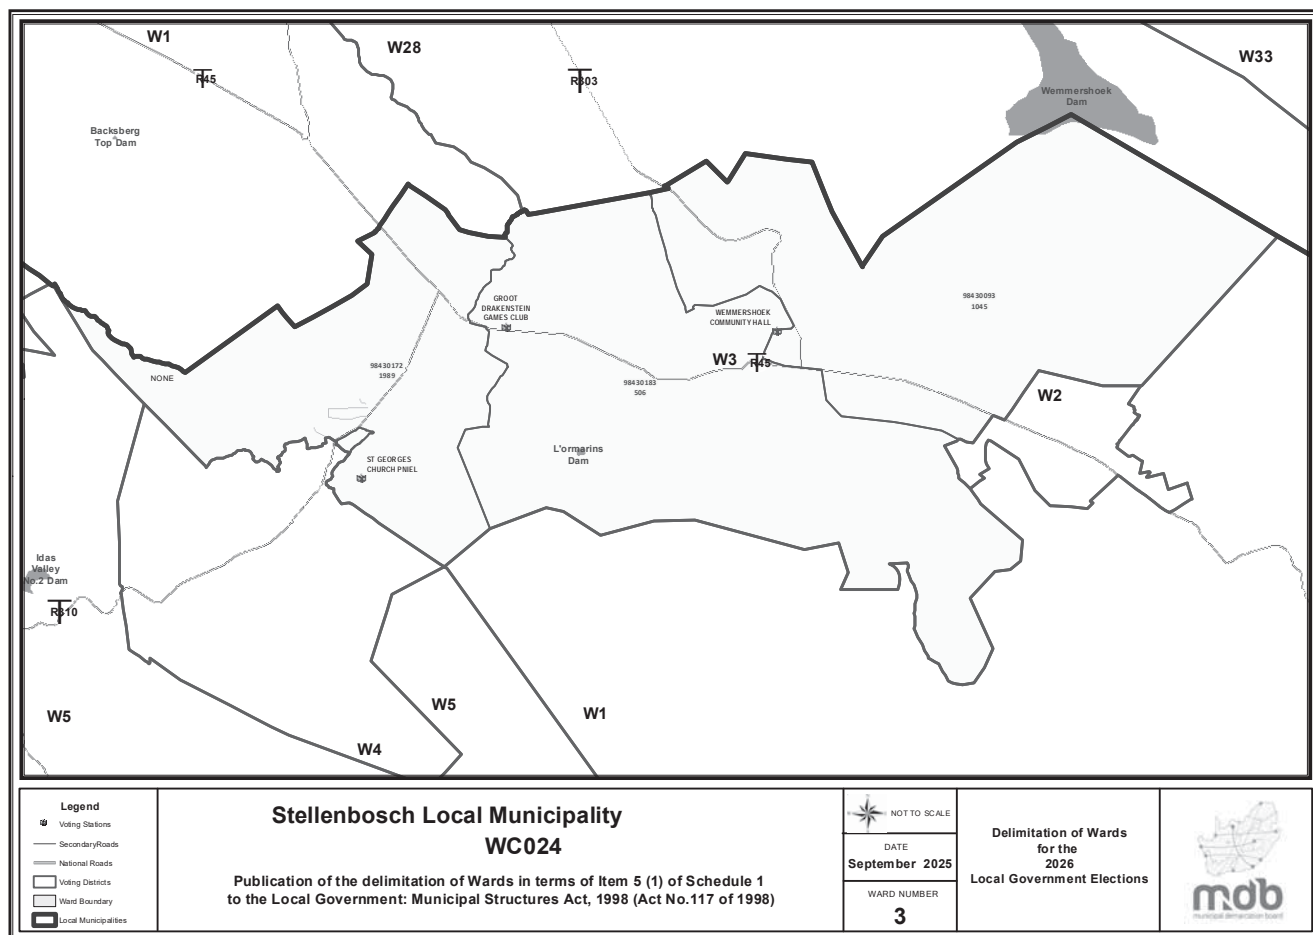 W1
W28
W33
R45
R303
Wemmershoek
Dam
Backsberg
Top Dam
GROOT
DRAKENSTEIN
GAMES CLUB
WEMMERSHOEK
COMMUNITY HALL
98430093
1045
W3
R45
98430172
1989
NONE
98430183
506
W2
L'ormarins
Dam
ST GEORGES
CHURCH PNIEL
Idas
Valley
No.2 Dam
R310
W5
W5
W4
W1
Legend
Voting Stations
SecondaryRoads
National Roads
Voting Districts
Ward Boundary
Local Municipalities
Stellenbosch Local Municipality
WC024
Publication of the delimitation of Wards in terms of Item 5 (1) of Schedule 1
to the Local Government: Municipal Structures Act, 1998 (Act No.117 of 1998)
NOT TO SCALE
DATE
September 2025
WARD NUMBER
3
Delimitation of Wards
for the
2026
Local Government Elections
mdb
municipal demarcation board